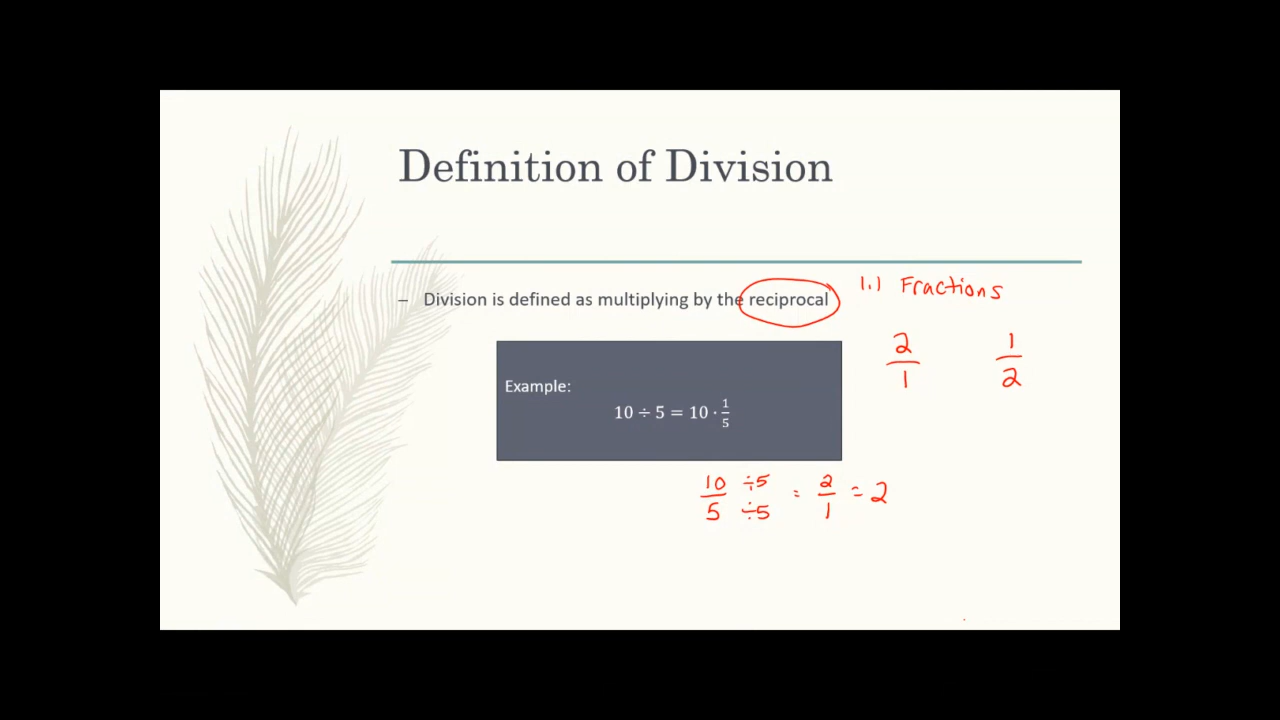 Definition of Division
– Division is defined as multiplying by the reciprocal
1.1 Fractions
2/1 1/2
Example:
10 ÷ 5 = 10 · 1/5
10/5 ÷5/÷5 = 2/1 = 2